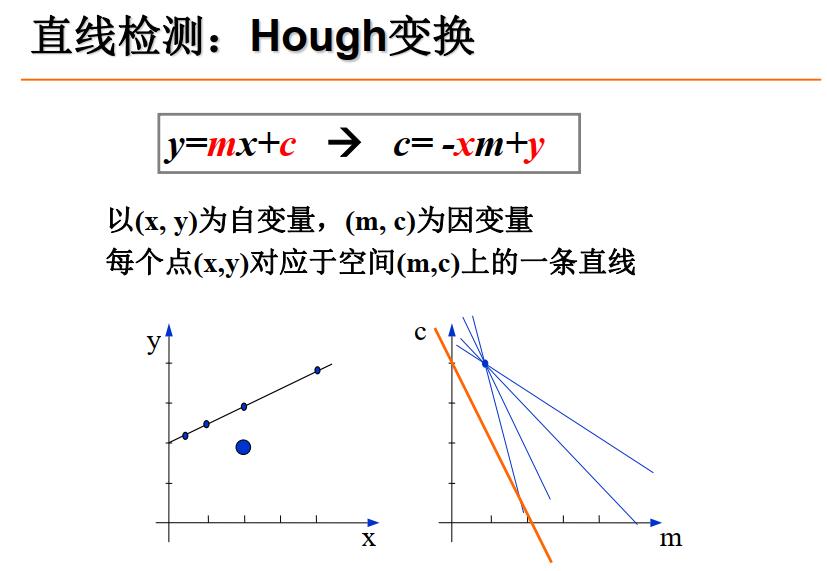 直线检测：Hough变换
y=mx+c → c= -xm+y
以(x, y)为自变量，(m, c)为因变量
每个点(x,y)对应于空间(m,c)上的一条直线
y
c
x
m